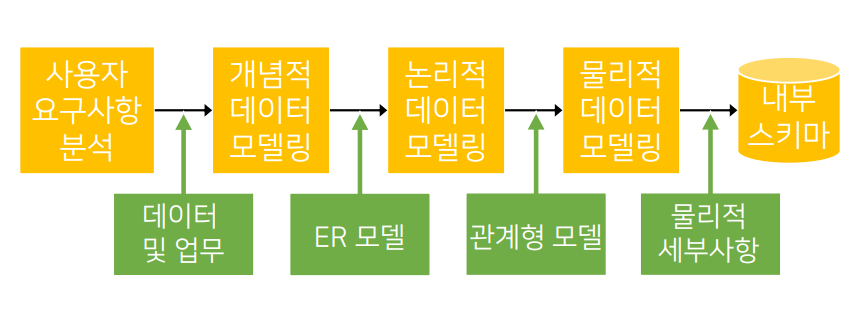 사용자
요구사항
분석
개념적
데이터
모델링
논리적
데이터
모델링
물리적
데이터
모델링
내부
스키마
데이터
및 업무
ER 모델
관계형 모델
물리적
세부사항